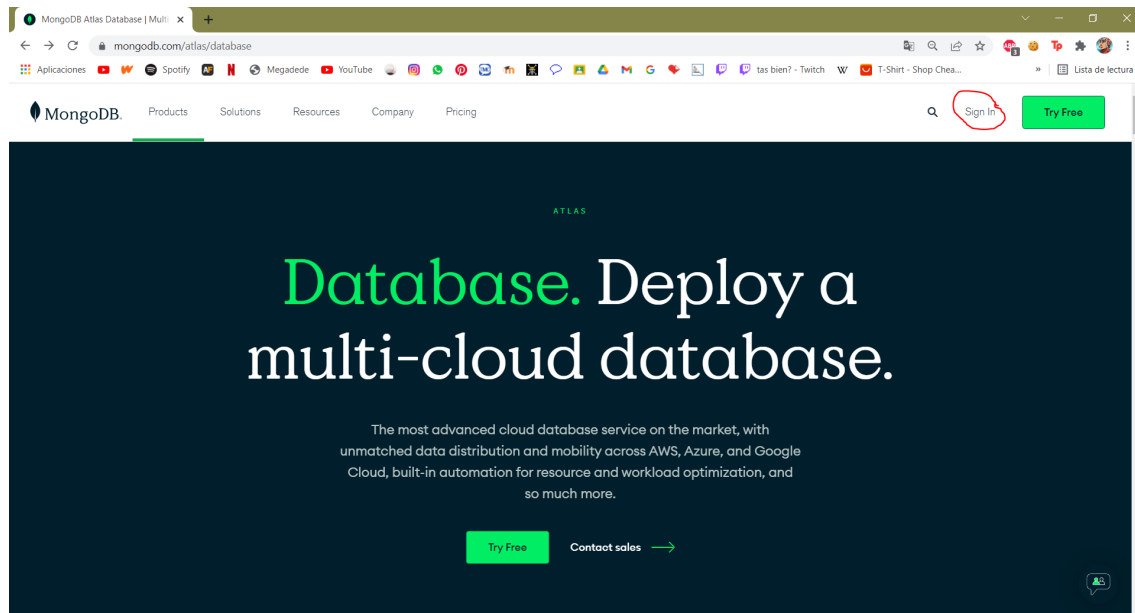 MongoDB Atlas Database | Multi
mongodb.com/atlas/database
Aplicaciones Spotify AF Megadede YouTube tas bien? - Twitch W T-Shirt - Shop Chea... » Lista de lectura
MongoDB. Products Solutions Resources Company Pricing Sign In Try Free
ATLAS
Database. Deploy a
multi-cloud database.
The most advanced cloud database service on the market, with
unmatched data distribution and mobility across AWS, Azure, and Google
Cloud, built-in automation for resource and workload optimization, and
so much more.
Try Free Contact sales